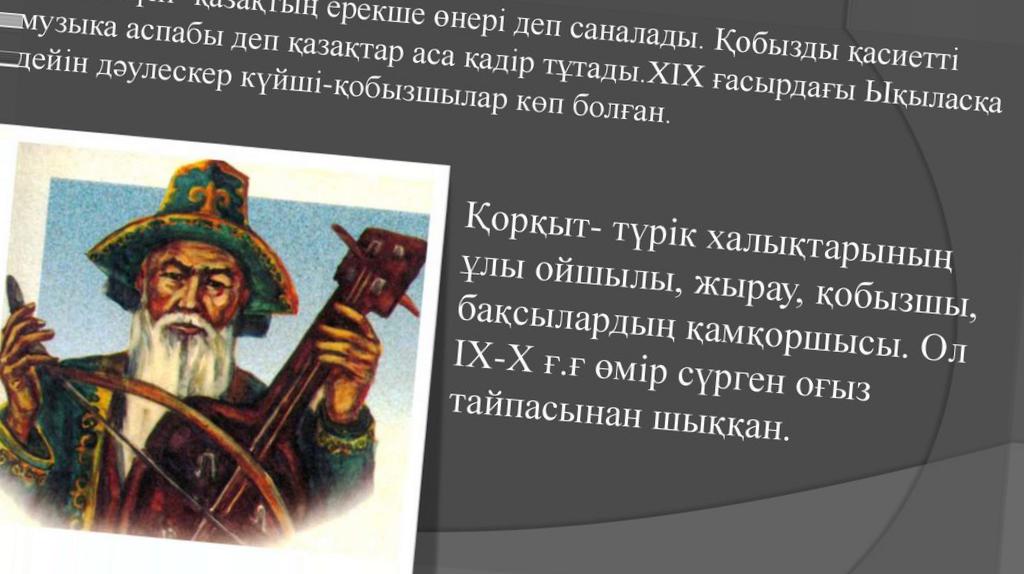 қазақтың ерекше өнері деп саналады. Қобызды қасиетті
музыка аспабы деп қазақтар аса қадір тұтады.XIX ғасырдағы Ықыласқа
дейін дәулескер күйші-қобызшылар көп болған.
Қорқыт- түрік халықтарының
ұлы ойшылы, жырау, қобызшы,
бақсылардың қамқоршысы. Ол
IX-X ғ.ғ өмір сүрген оғыз
тайпасынан шыққан.